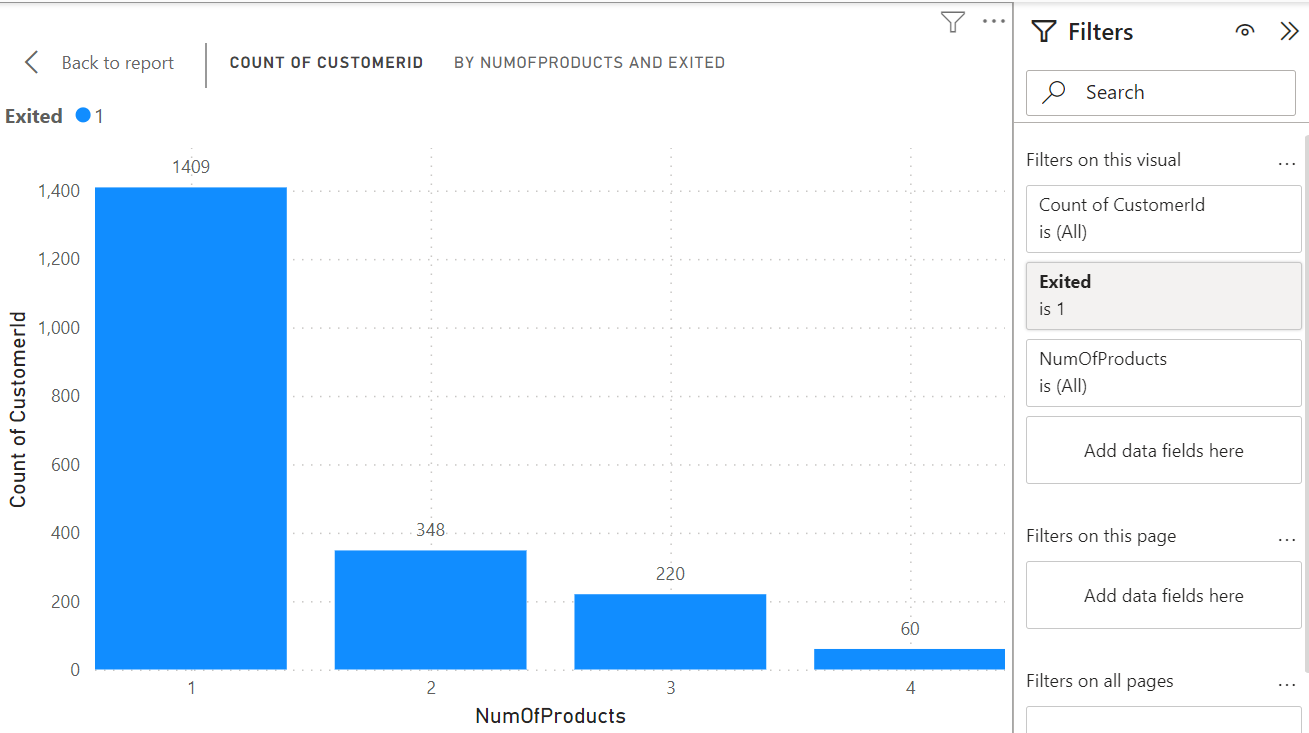 Back to report
COUNT OF CUSTOMERID BY NUMOFPRODUCTS AND EXITED
Exited 1
Count of CustomerId
1,400
1,200
1,000
800
600
400
200
0
1409
348
220
60
1 2 3 4
NumOfProducts
Filters
Search
Filters on this visual ...
Count of CustomerId
is (All)
Exited
is 1
NumOfProducts
is (All)
Add data fields here
Filters on this page ...
Add data fields here
Filters on all pages ...